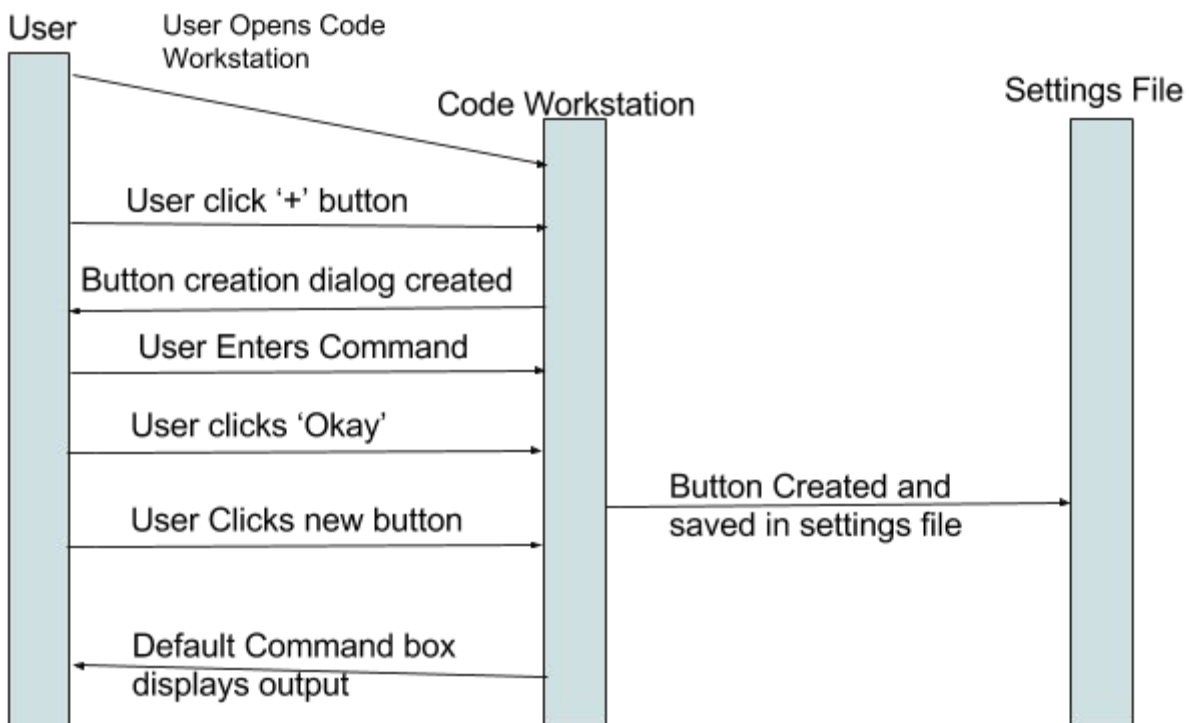 User
User Opens Code
Workstation
Code Workstation
Settings File
User click ‘+’ button
Button creation dialog created
User Enters Command
User clicks ‘Okay’
Button Created and
saved in settings file
User Clicks new button
Default Command box
displays output